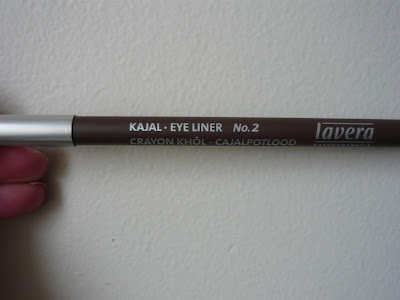 KAJAL · EYE LINER No.2
CRAYON KHÔL · CAJALPOTLOOD
lavera